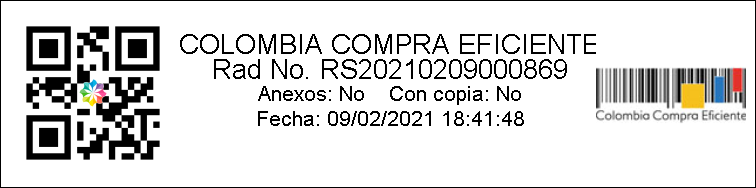 COLOMBIA COMPRA EFICIENTE
Rad No. RS20210209000869
Anexos: No    Con copia: No
Fecha: 09/02/2021 18:41:48
Colombia Compra Eficiente